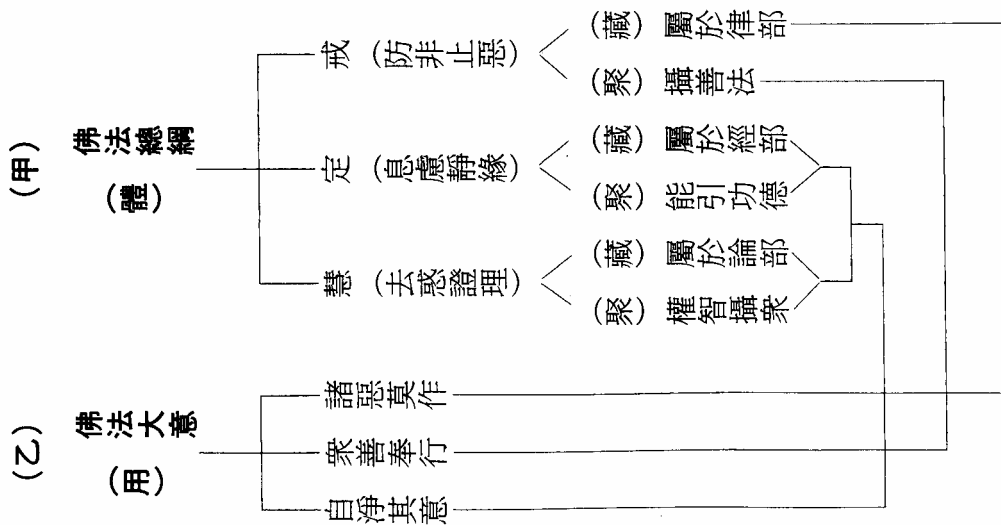 (甲)
佛法總綱
(體)
戒 (防非止惡)
(藏) 屬於律部
(聚) 攝善法
定 (息慮靜緣)
(藏) 屬於經部
(聚) 能引功德
慧 (去惑證理)
(藏) 屬於論部
(聚) 權智攝眾
(乙)
佛法大意
(用)
諸惡莫作
眾善奉行
自淨其意